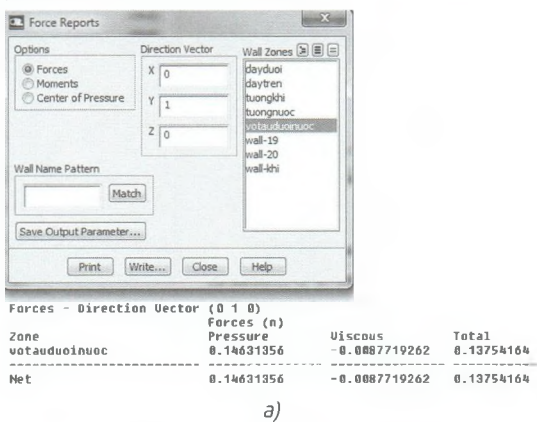 Force Reports
Options
Forces
Moments
Center of Pressure
Direction Vector
X 0
Y 1
Z 0
Wall Zones
dayduoi
daytren
tuongkhi
tuongnuoc
votauduoinuoc
wall-19
wall-20
wall-khi
Wall Name Pattern
Match
Save Output Parameter...
Print Write... Close Help
Forces - Direction Vector (0 1 0)
Forces (n)
Zone Pressure Viscous Total
votauduoinuoc 0.14631356 -0.0087719262 0.13754164
Net 0.14631356 -0.0087719262 0.13754164
a)